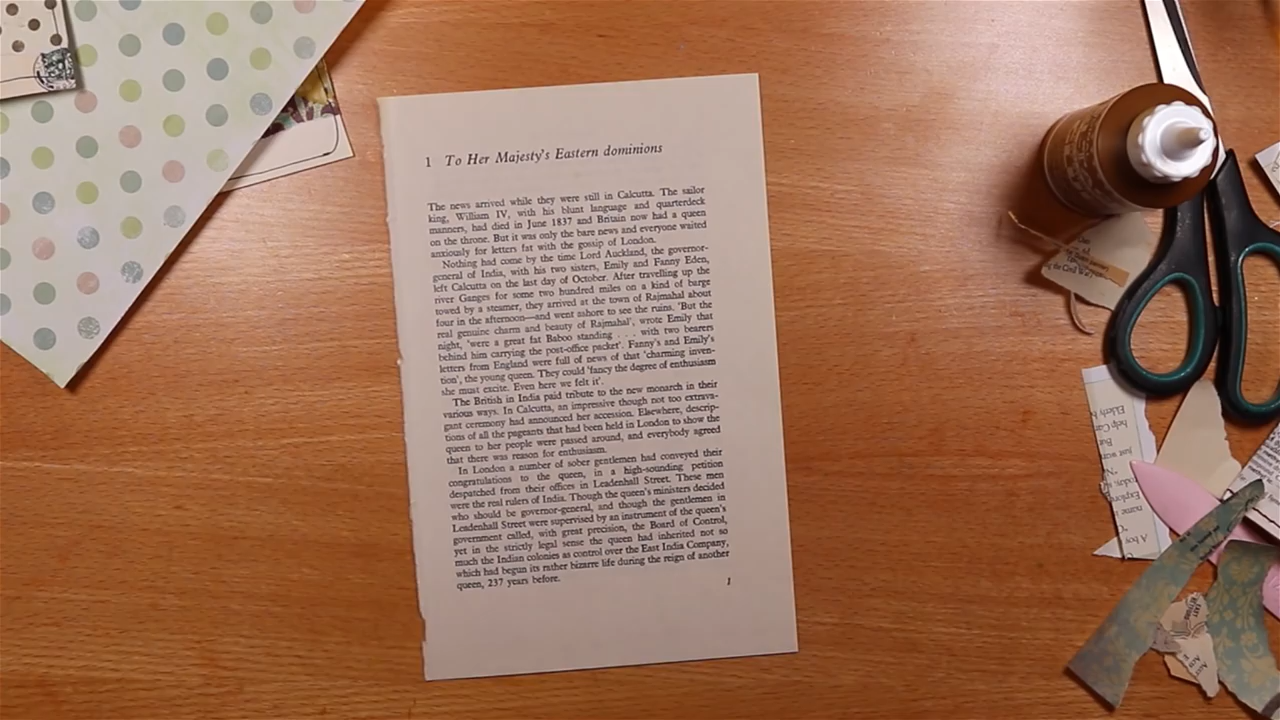 1 To Her Majesty's Eastern dominions
The news arrived while they were still in Calcutta. The sailor
king, William IV, with his blunt language and quarterdeck
manners, had died in June 1837 and Britain now had a queen
on the throne. But it was only the bare news and everyone waited
anxiously for letters fat with the gossip of London.
Nothing had come by the time Lord Auckland, the governor-
general of India, with his two sisters, Emily and Fanny Eden,
left Calcutta on the last day of October. After travelling up the
river Ganges for some two hundred miles on a kind of barge
towed by a steamer, they arrived at the town of Rajmahal about
four in the afternoon—and went ashore to see the ruins. 'But the
real genuine charm and beauty of Rajmahal', wrote Emily that
night, 'were a great fat Baboo standing . . . with two bearers
behind him carrying the post-office packet'. Fanny's and Emily's
letters from England were full of news of that 'charming inven-
tion', the young queen. They could 'fancy the degree of enthusiasm
she must excite. Even here we felt it'.
The British in India paid tribute to the new monarch in their
various ways. In Calcutta, an impressive though not too extrava-
gant ceremony had announced her accession. Elsewhere, descrip-
tions of all the pageants that had been held in London to show the
queen to her people were passed around, and everybody agreed
that there was reason for enthusiasm.
In London a number of sober gentlemen had conveyed their
congratulations to the queen, in a high-sounding petition
despatched from their offices in Leadenhall Street. These men
were the real rulers of India. Though the queen's ministers decided
who should be governor-general, and though the gentlemen in
Leadenhall Street were supervised by an instrument of the queen's
government called, with great precision, the Board of Control,
yet in the strictly legal sense the queen had inherited not so
much the Indian colonies as control over the East India Company,
which had begun its rather bizarre life during the reign of another
queen, 237 years before.
1
the Civil War
Elderly
help
But
just
'No
today
Explor
name
A boy